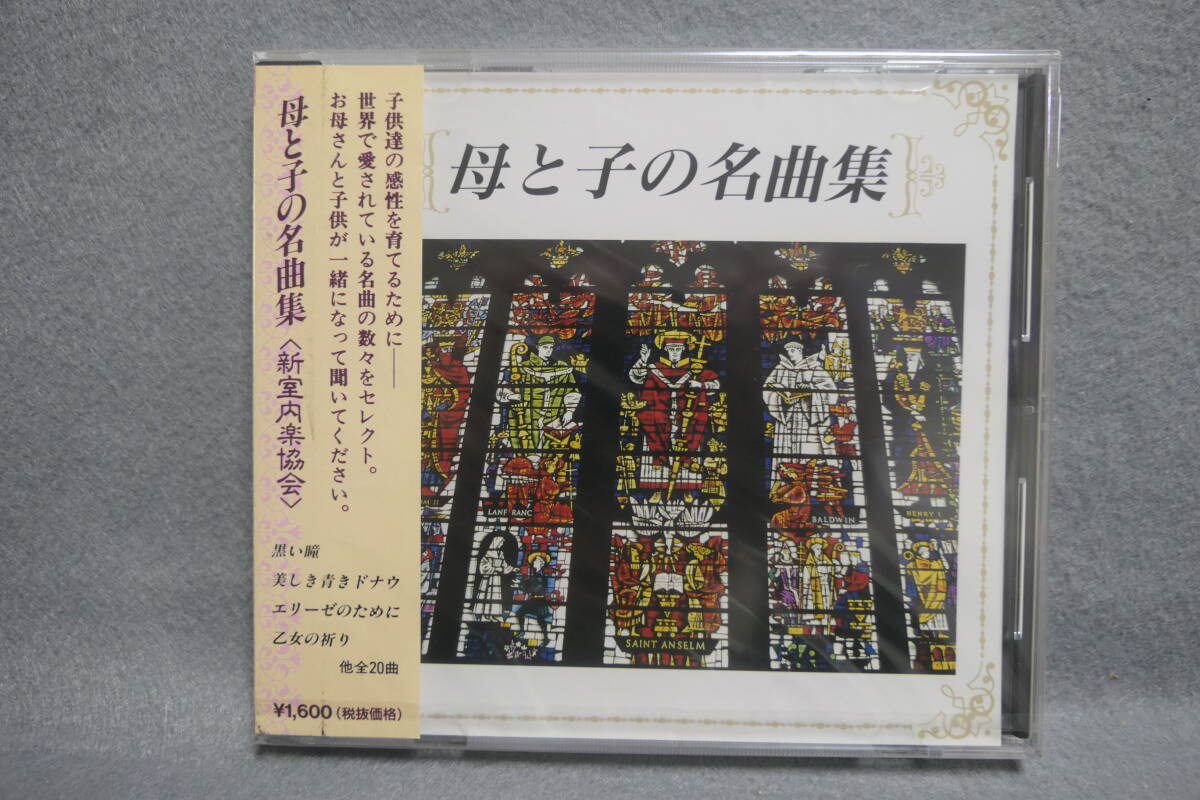 子供達の感性を育てるために――
世界で愛されている名曲の数々をセレクト。
お母さんと子供が一緒になって聞いてください。
母と子の名曲集〈新室内楽協会〉
黒い瞳
美しき青きドナウ
エリーゼのために
乙女の祈り
他全20曲
¥1,600(税抜価格)
母と子の名曲集
LANF RANC
BALDWIN
HENRY I
SAINT ANSELM